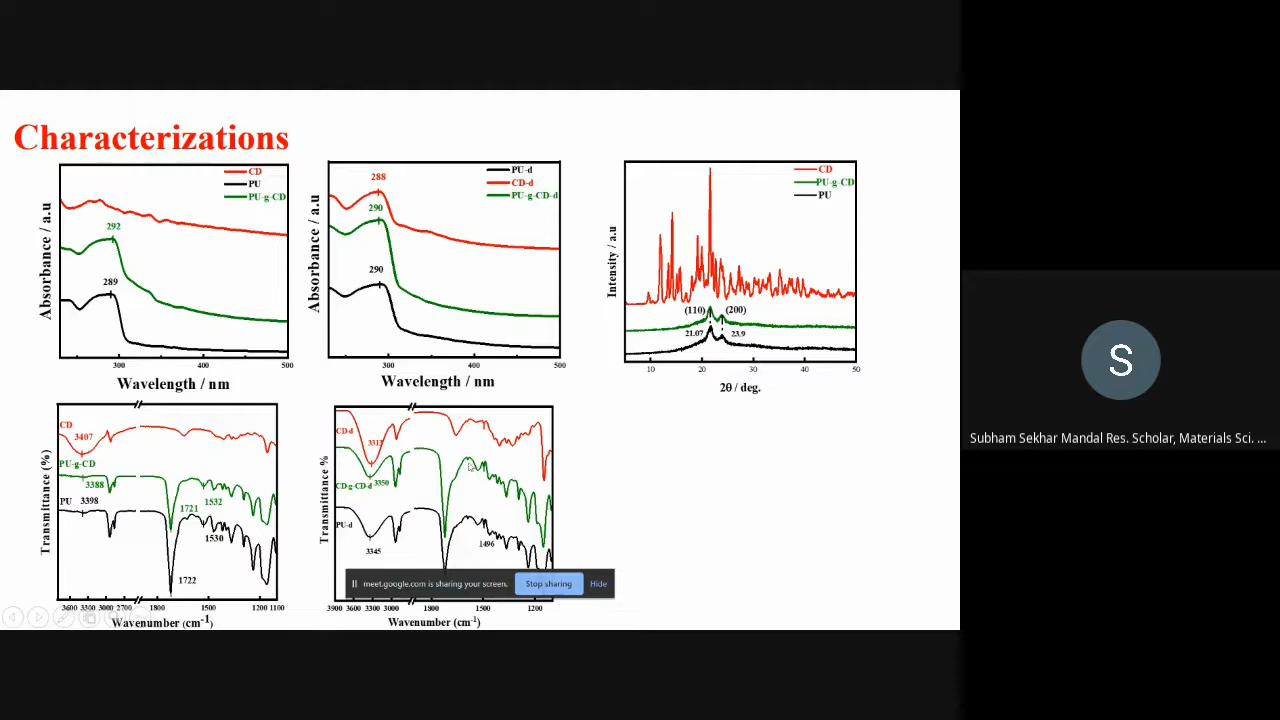 Characterizations
CD
PU
PU-g-CD
292
289
Absorbance / a.u
300 400 500
Wavelength / nm
PU-d
CD-d
PU-g-CD-d
288
290
290
Absorbance / a.u
300 400 500
Wavelength / nm
CD
PU-g-CD
PU
(110) (200)
21.07 23.9
Intensity / a.u
10 20 30 40 50
2θ / deg.
CD
3407
PU-g-CD
3388
PU 3398
1721 1532
1530
1722
Transmittance (%)
3600 3300 3000 2700 1800 1500 1200 1100
Wavenumber (cm-1)
CD-d
CD-g-CD-d 3350
PU-d
3345
1496
Transmittance %
3900 3600 3300 3000 1800 1500 1200
Wavenumber (cm-1)
meet.google.com is sharing your screen. Stop sharing Hide
S
Subham Sekhar Mandal Res. Scholar, Materials Sci. ...